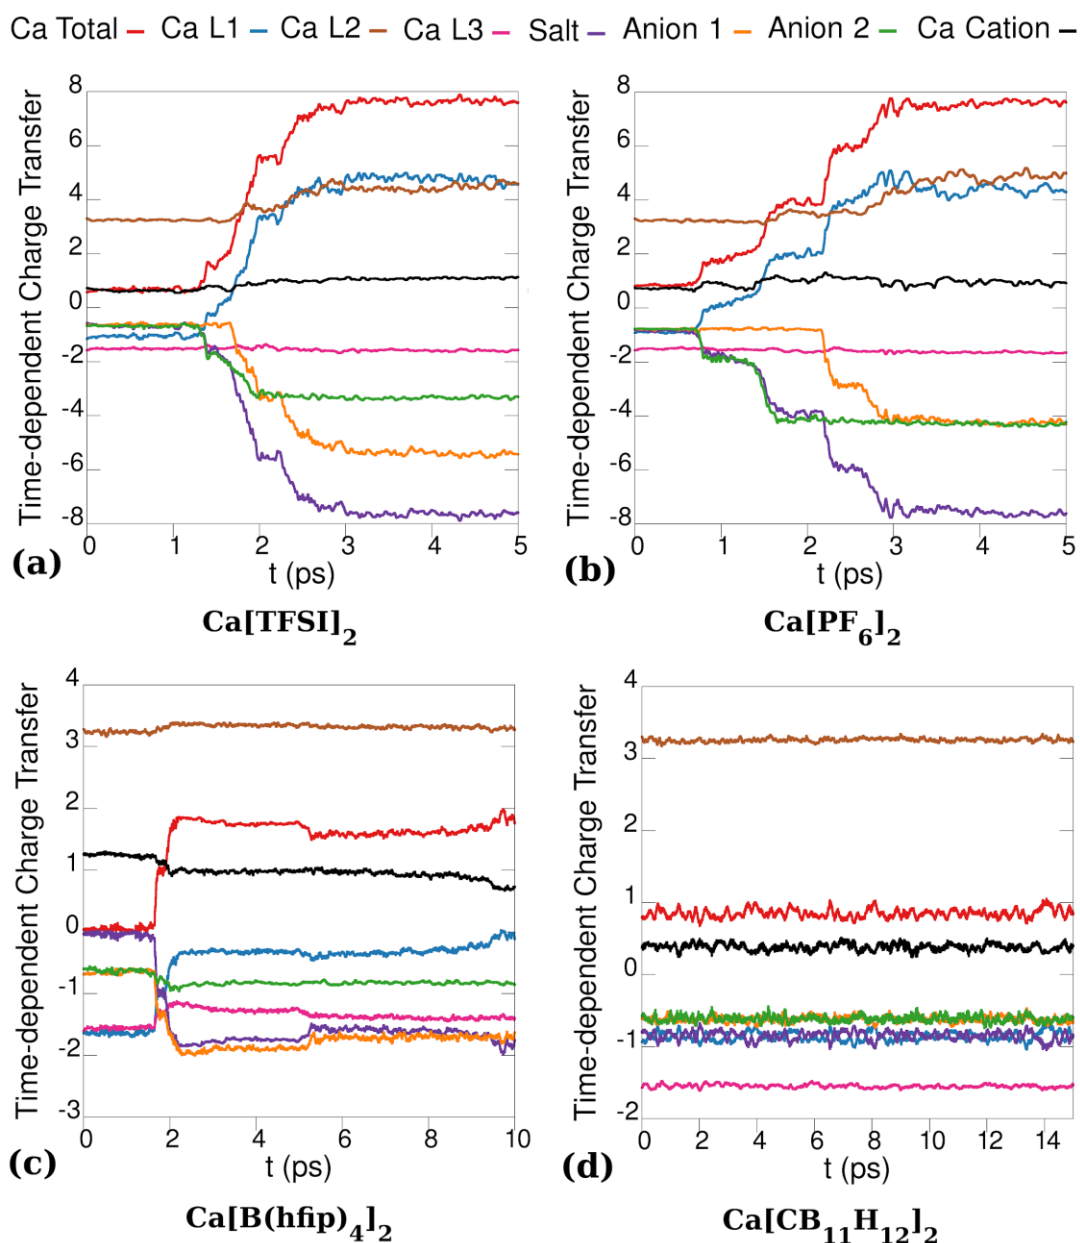 Ca Total Ca L1 Ca L2 Ca L3 Salt Anion 1 Anion 2 Ca Cation
Time-dependent Charge Transfer
8
6
4
2
0
-2
-4
-6
-8
0 1 2 3 4 5
t (ps)
(a)
Ca[TFSI]2
Time-dependent Charge Transfer
8
6
4
2
0
-2
-4
-6
-8
0 1 2 3 4 5
t (ps)
(b)
Ca[PF6]2
Time-dependent Charge Transfer
4
3
2
1
0
-1
-2
-3
0 2 4 6 8 10
t (ps)
(c)
Ca[B(hfip)4]2
Time-dependent Charge Transfer
4
3
2
1
0
-1
-2
0 2 4 6 8 10 12 14
t (ps)
(d)
Ca[CB11H12]2